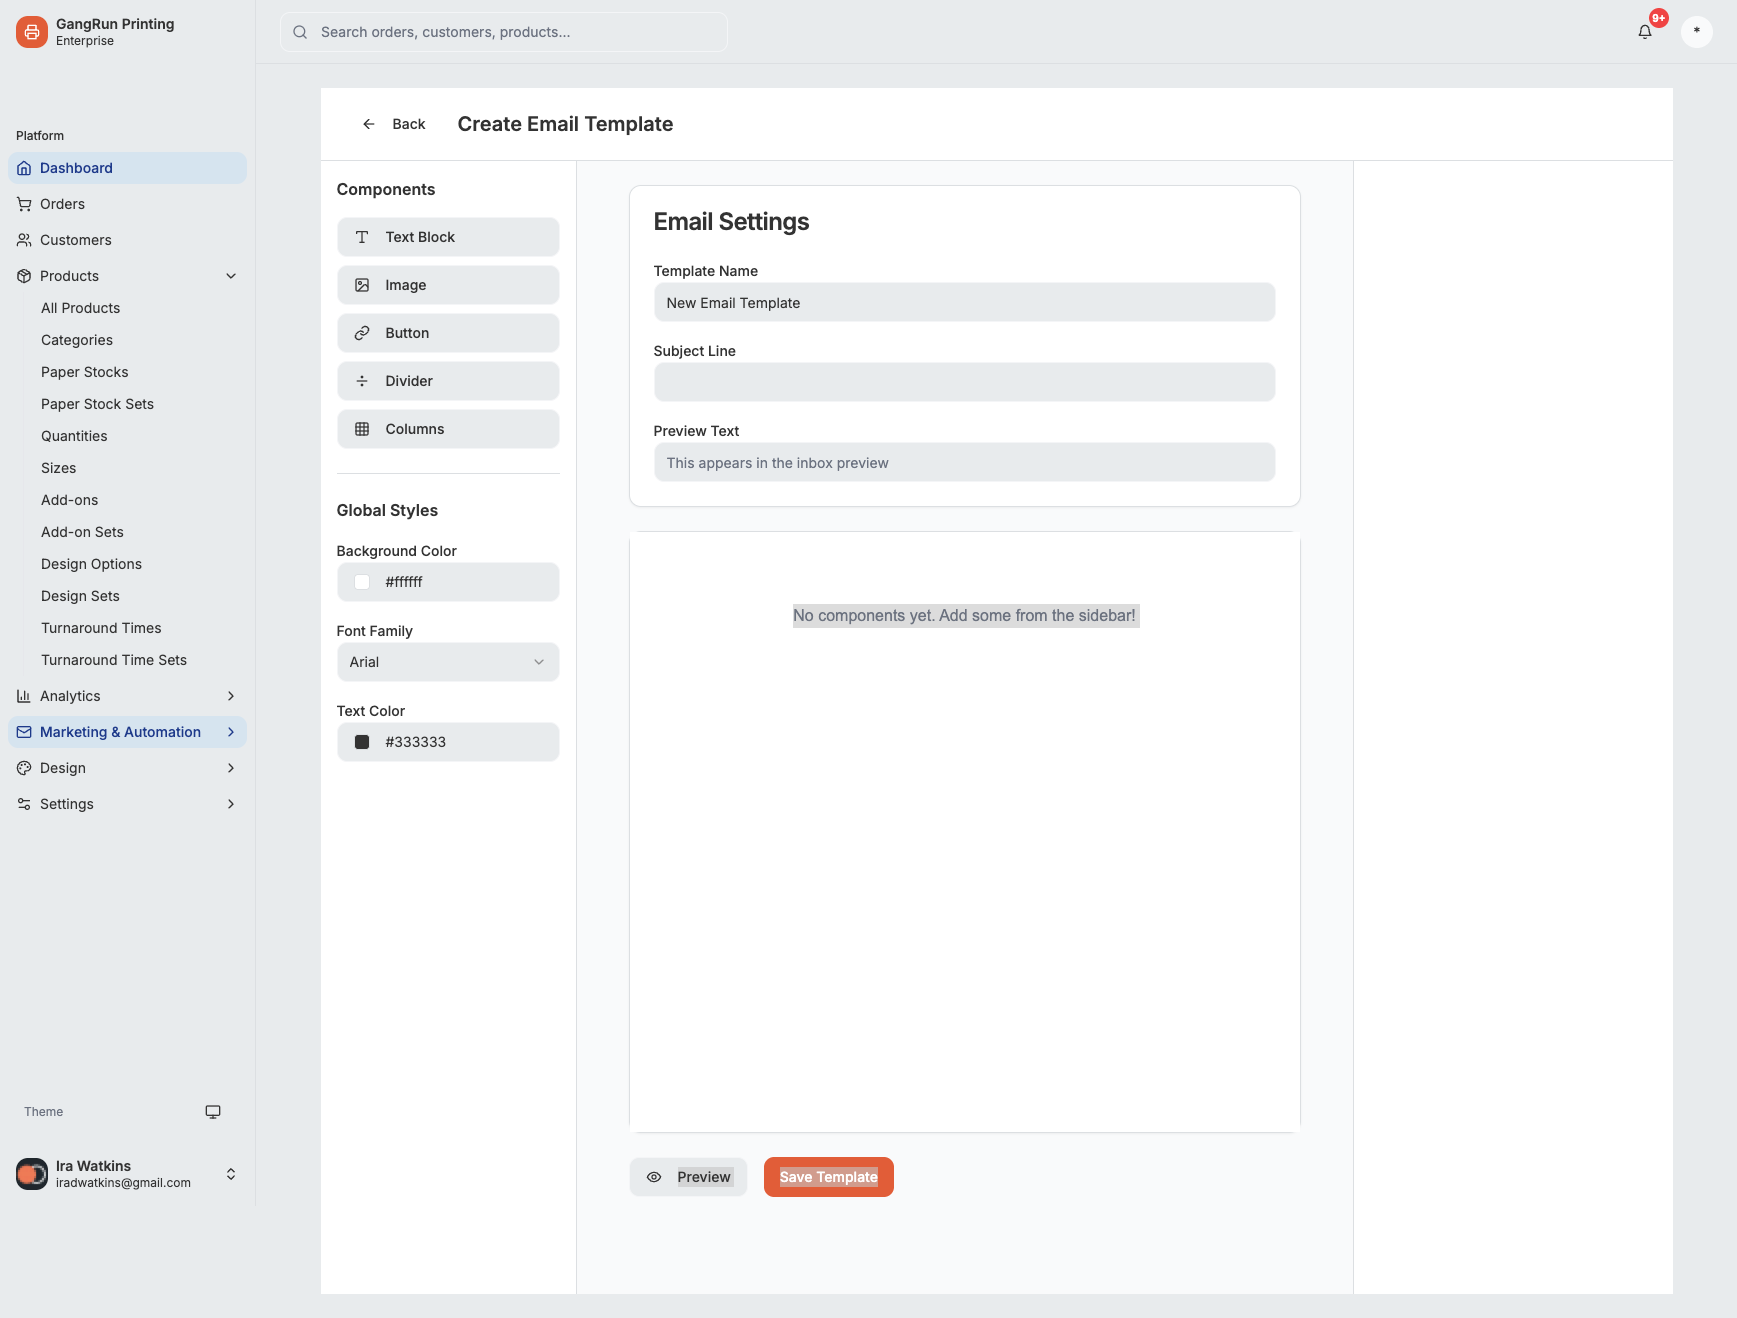 GangRun Printing
Enterprise
Search orders, customers, products...
9+
*
Platform
Dashboard
Orders
Customers
Products
All Products
Categories
Paper Stocks
Paper Stock Sets
Quantities
Sizes
Add-ons
Add-on Sets
Design Options
Design Sets
Turnaround Times
Turnaround Time Sets
Analytics
Marketing & Automation
Design
Settings
Theme
Ira Watkins
iradwatkins@gmail.com
Back
Create Email Template
Components
Text Block
Image
Button
Divider
Columns
Global Styles
Background Color
#ffffff
Font Family
Arial
Text Color
#333333
Email Settings
Template Name
New Email Template
Subject Line
Preview Text
This appears in the inbox preview
No components yet. Add some from the sidebar!
Preview
Save Template